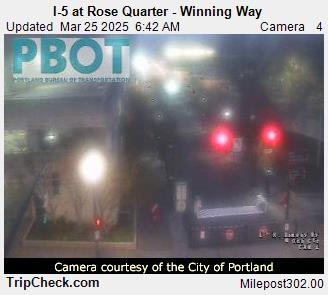 I-5 at Rose Quarter - Winning Way
Updated Mar 25 2025 6:42 AM Camera 4
PBOT
PORTLAND BUREAU OF TRANSPORTATION
Camera courtesy of the City of Portland
TripCheck.com Milepost302.00